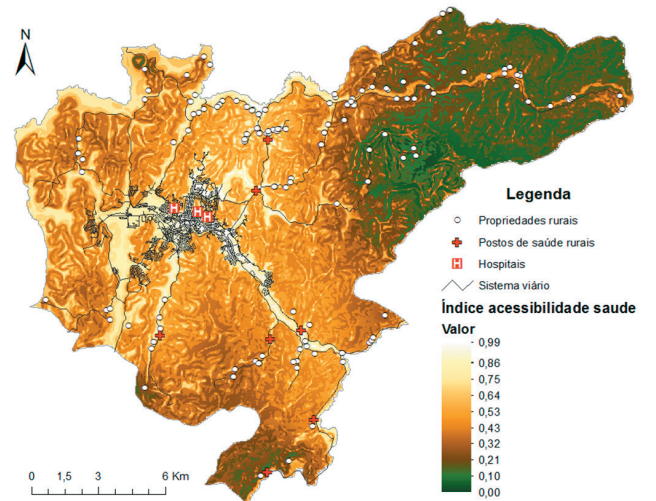 N
Legenda
Propriedades rurais
Postos de saúde rurais
H Hospitais
Sistema viário
Índice acessibilidade saude
Valor
0,99
0,86
0,75
0,64
0,53
0,43
0,32
0,21
0,10
0,00
H
H
H
0 1,5 3 6 Km